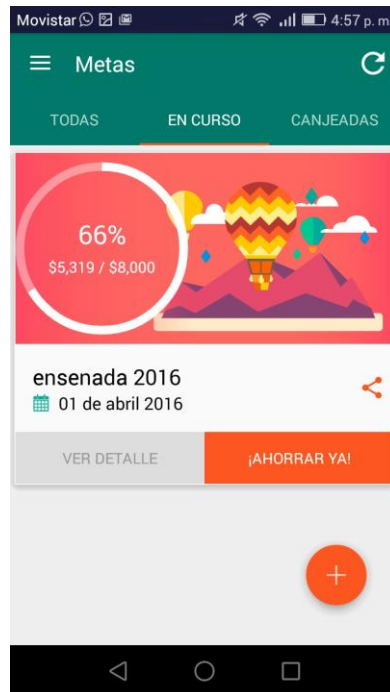 Movistar 4:57 p. m
Metas
TODAS EN CURSO CANJEADAS
66%
$5,319 / $8,000
ensenada 2016
01 de abril 2016
VER DETALLE ¡AHORRAR YA!